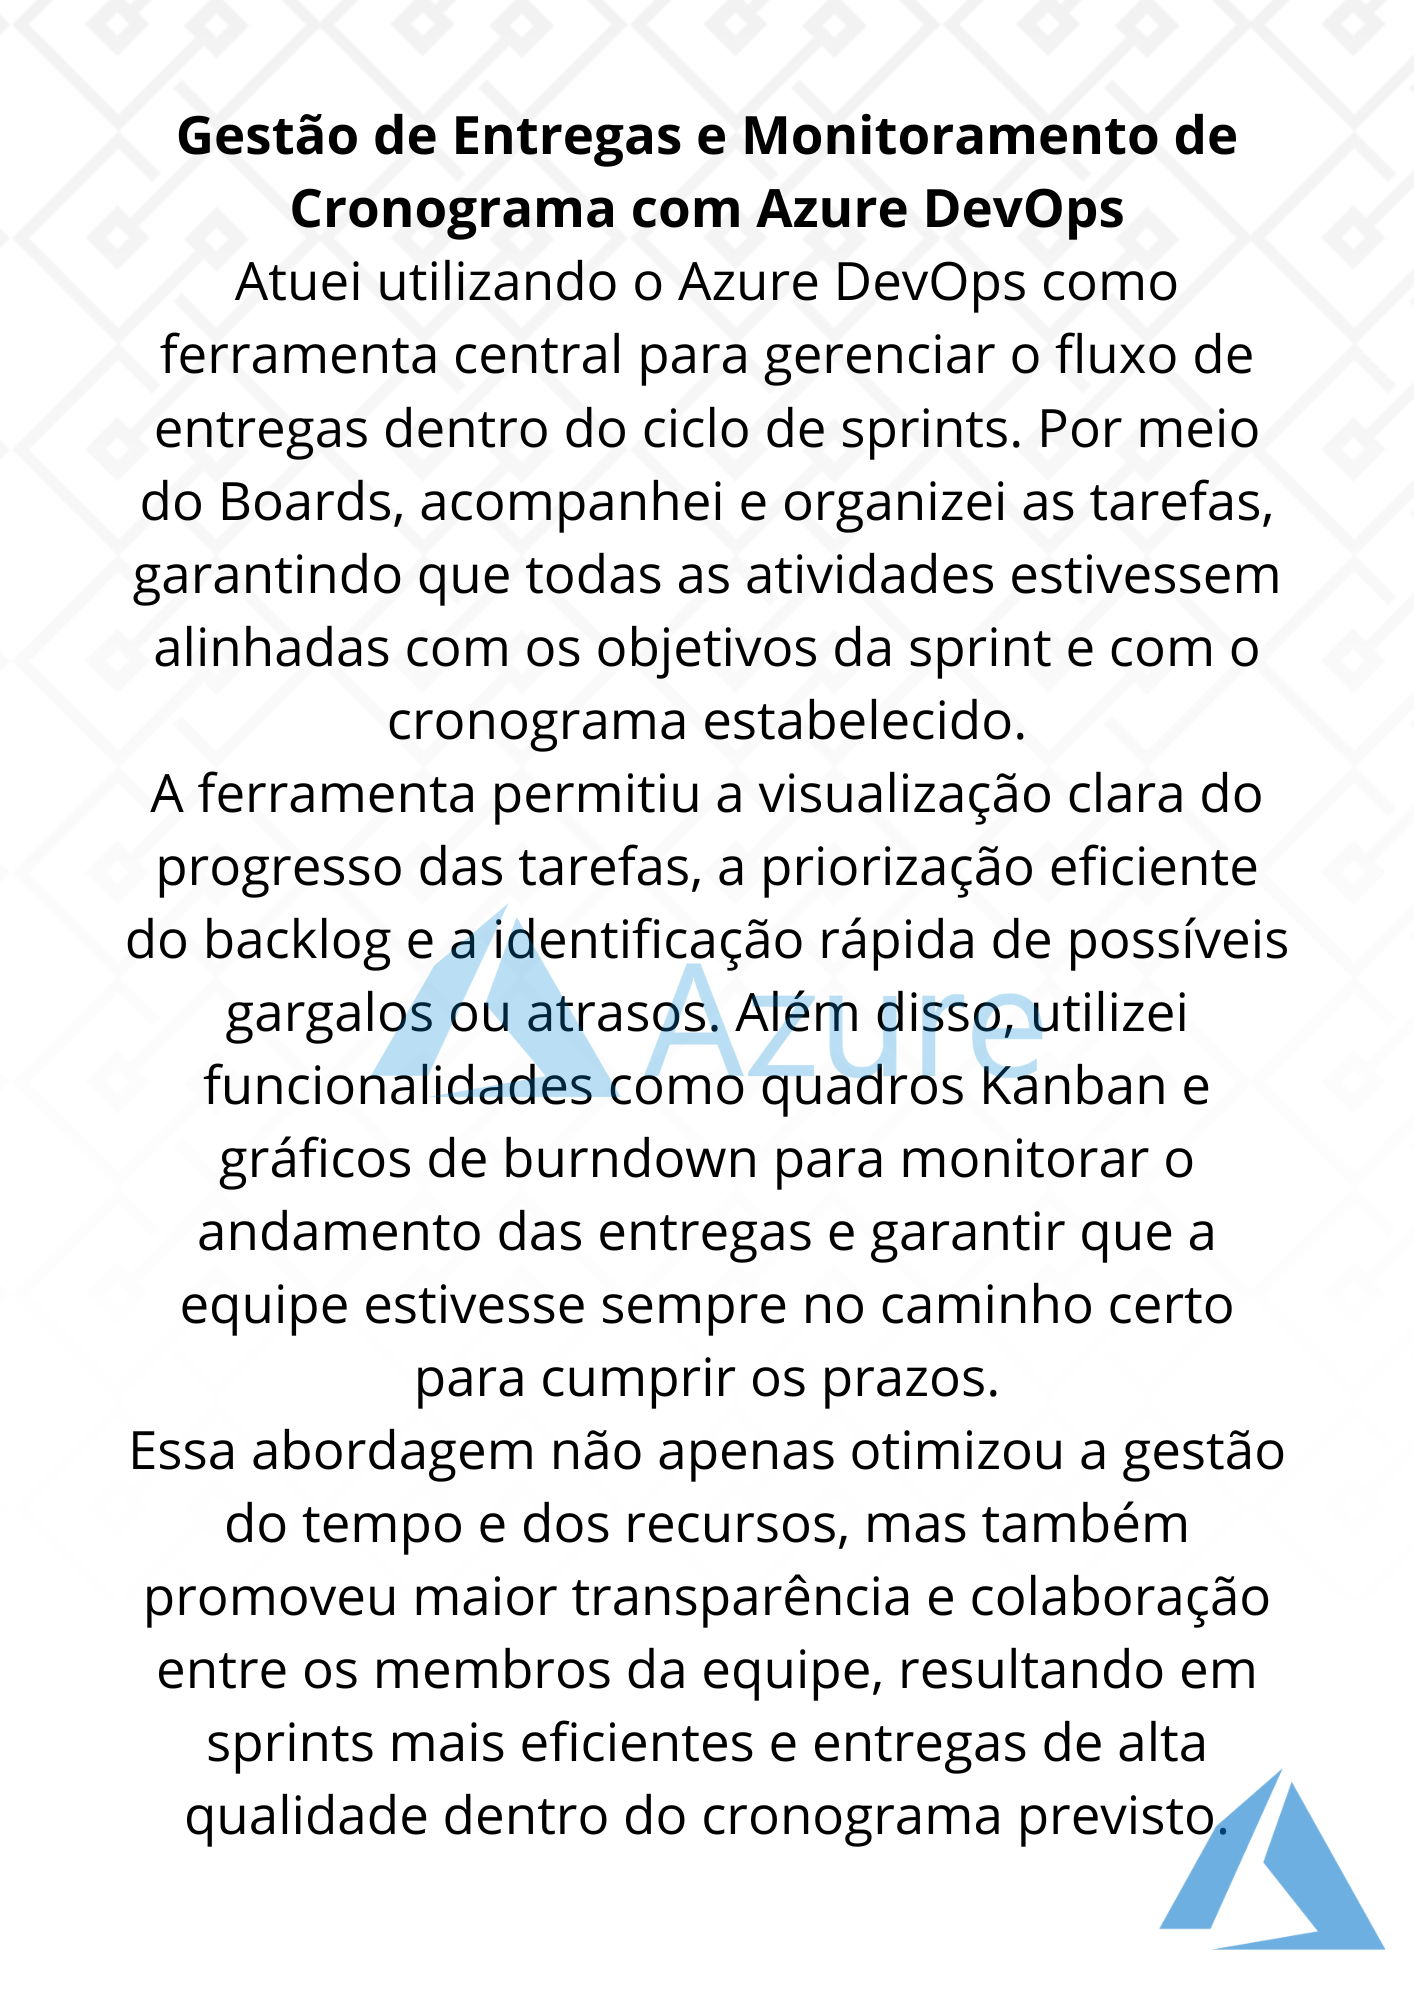 Gestão de Entregas e Monitoramento de
Cronograma com Azure DevOps
Atuei utilizando o Azure DevOps como
ferramenta central para gerenciar o fluxo de
entregas dentro do ciclo de sprints. Por meio
do Boards, acompanhei e organizei as tarefas,
garantindo que todas as atividades estivessem
alinhadas com os objetivos da sprint e com o
cronograma estabelecido.
A ferramenta permitiu a visualização clara do
progresso das tarefas, a priorização eficiente
do backlog e a identificação rápida de possíveis
gargalos ou atrasos. Além disso, utilizei
Azure
funcionalidades como quadros Kanban e
gráficos de burndown para monitorar o
andamento das entregas e garantir que a
equipe estivesse sempre no caminho certo
para cumprir os prazos.
Essa abordagem não apenas otimizou a gestão
do tempo e dos recursos, mas também
promoveu maior transparência e colaboração
entre os membros da equipe, resultando em
sprints mais eficientes e entregas de alta
qualidade dentro do cronograma previsto.